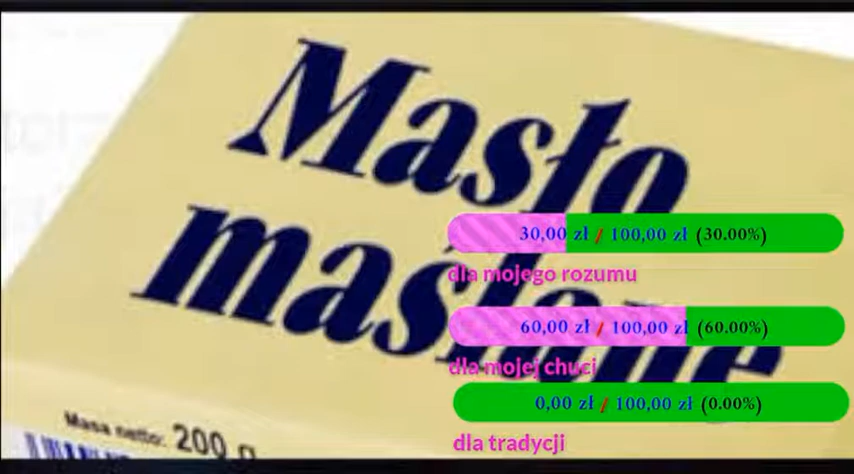 Masło
maślane
30,00 zł / 100,00 zł (30.00%)
dla mojego rozumu
60,00 zł / 100,00 zł (60.00%)
dla mojej chuci
0,00 zł / 100,00 zł (0.00%)
dla tradycji
Masa netto: 200 g